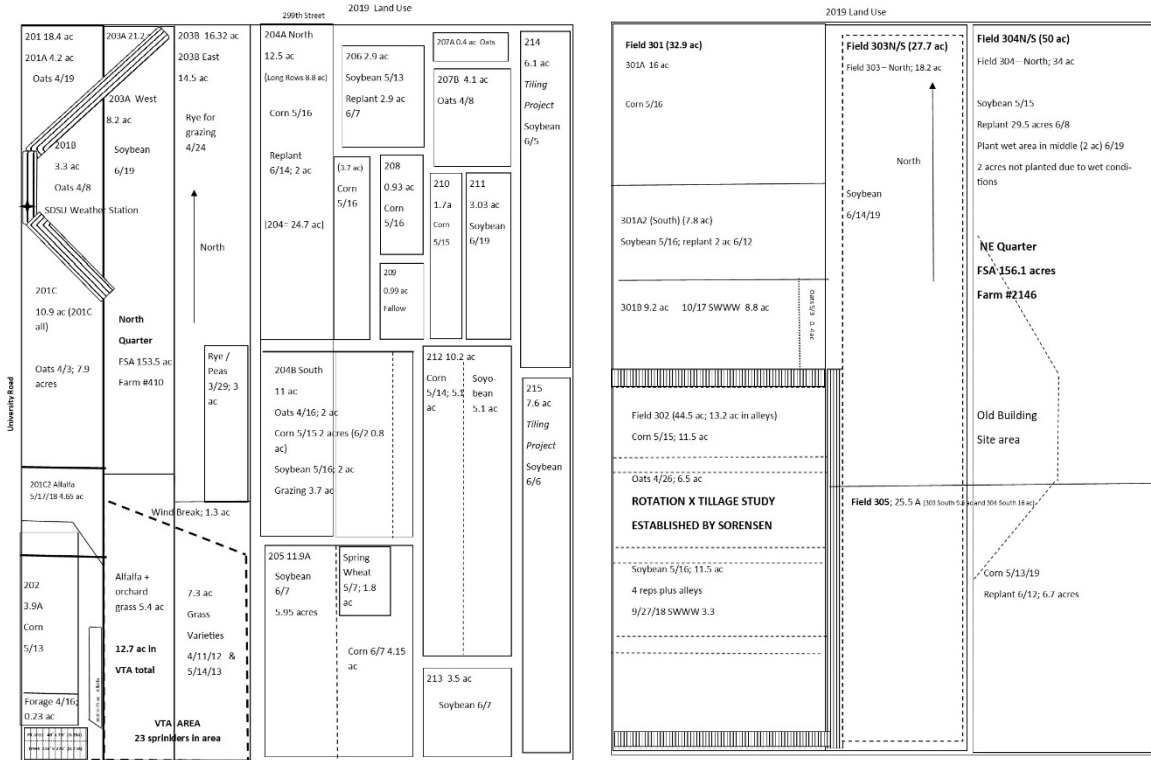 2019 Land Use
299th Street
201 18.4 ac
201A 4.2 ac
Oats 4/19
201B
3.3 ac
Oats 4/8
SDSU Weather Station
201C
10.9 ac (201C
all)
Oats 4/3; 7.9
acres
University Road
201C2 Alfalfa
5/17/18 4.65 ac
202
3.9A
Corn
5/13
Forage 4/16;
0.23 ac
203A 21.2
203A West
8.2 ac
Soybean
6/19
North
Quarter
FSA 153.5 ac
Farm #410
Alfalfa +
orchard
grass 5.4 ac
12.7 ac in
VTA total
203B 16.32 ac
203B East
14.5 ac
Rye for
grazing
4/24
North
Rye /
Peas
3/29; 3
ac
Wind Break; 1.3 ac
7.3 ac
Grass
Varieties
4/11/12 &
5/14/13
VTA AREA
23 sprinklers in area
204A North
12.5 ac
(Long Rows 8.8 ac)
Corn 5/16
Replant
6/14; 2 ac
[204= 24.7 ac]
(3.7 ac)
Corn
5/16
204B South
11 ac
Oats 4/16; 2 ac
Corn 5/15 2 acres (6/2 0.8
ac)
Soybean 5/16; 2 ac
Grazing 3.7 ac
205 11.9A
Soybean
6/7
5.95 acres
Spring
Wheat
5/7; 1.8
ac
Corn 6/7 4.15
ac
206 2.9 ac
Soybean 5/13
Replant 2.9 ac
6/7
207A 0.4 ac Oats
207B 4.1 ac
Oats 4/8
208
0.93 ac
Corn
5/16
209
0.99 ac
Fallow
210
1.7a
Corn
5/15
211
3.03 ac
Soybean
6/19
212 10.2 ac
Corn
5/14; 5.1
ac
Soyo-
bean
5.1 ac
213 3.5 ac
Soybean 6/7
214
6.1 ac
Tiling
Project
Soybean
6/5
215
7.6 ac
Tiling
Project
Soybean
6/6
2019 Land Use
Field 301 (32.9 ac)
301A 16 ac
Corn 5/16
301A2 (South) (7.8 ac)
Soybean 5/16; replant 2 ac 6/12
301B 9.2 ac 10/17 SWWW 8.8 ac
Oats 5/3 0.4 ac
Field 302 (44.5 ac; 13.2 ac in alleys)
Corn 5/15; 11.5 ac
Oats 4/26; 6.5 ac
ROTATION X TILLAGE STUDY
ESTABLISHED BY SORENSEN
Soybean 5/16; 11.5 ac
4 reps plus alleys
9/27/18 SWWW 3.3
Field 303N/S (27.7 ac)
Field 303 – North; 18.2 ac
North
Soybean
6/14/19
Field 304N/S (50 ac)
Field 304—North; 34 ac
Soybean 5/15
Replant 29.5 acres 6/8
Plant wet area in middle (2 ac) 6/19
2 acres not planted due to wet condi-
tions
NE Quarter
FSA 156.1 acres
Farm #2146
Old Building
Site area
Field 305; 25.5 A (303 South 9.5 ac and 304 South 16 ac)
Corn 5/13/19
Replant 6/12; 6.7 acres